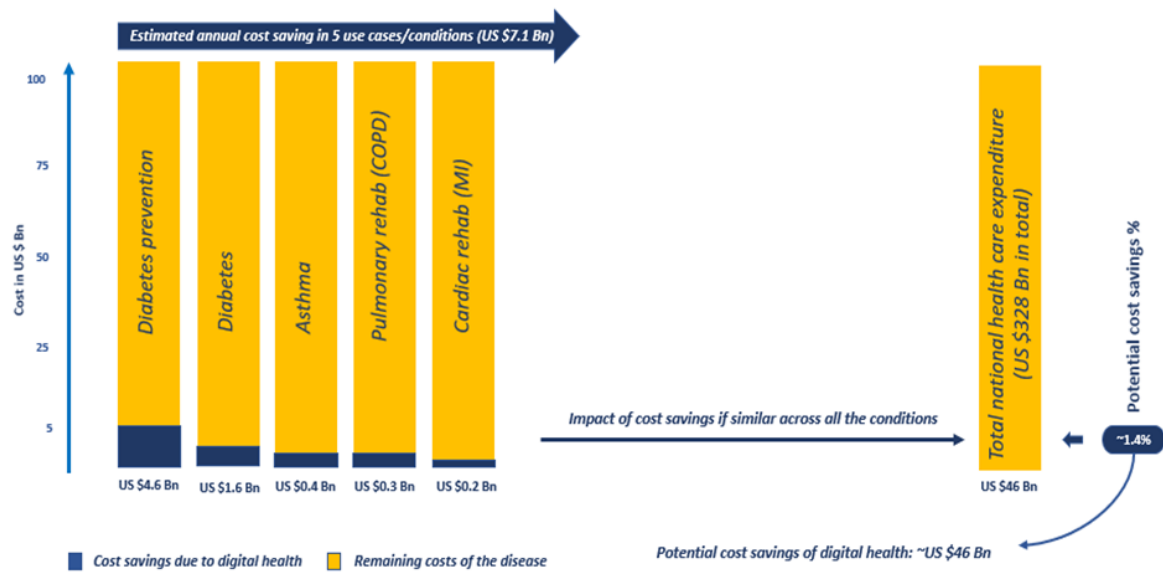 Estimated annual cost saving in 5 use cases/conditions (US $7.1 Bn)
Cost in US $ Bn
100
75
50
25
5
Diabetes prevention
Diabetes
Asthma
Pulmonary rehab (COPD)
Cardiac rehab (MI)
Total national health care expenditure
(US $328 Bn in total)
Potential cost savings %
Impact of cost savings if similar across all the conditions
~1.4%
US $4.6 Bn
US $1.6 Bn
US $0.4 Bn
US $0.3 Bn
US $0.2 Bn
US $46 Bn
Potential cost savings of digital health: ~US $46 Bn
Cost savings due to digital health
Remaining costs of the disease